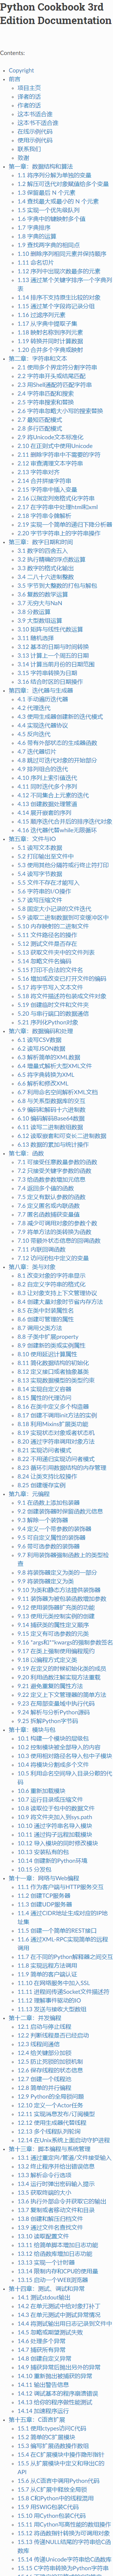 Python Cookbook 3rd
Edition Documentation
Contents:
Copyright
前言
项目主页
译者的话
作者的话
这本书适合谁
这本书不适合谁
在线示例代码
使用示例代码
联系我们
致谢
第一章：数据结构和算法
1.1 将序列分解为单独的变量
1.2 解压可迭代对象赋值给多个变量
1.3 保留最后 N 个元素
1.4 查找最大或最小的 N 个元素
1.5 实现一个优先级队列
1.6 字典中的键映射多个值
1.7 字典排序
1.8 字典的运算
1.9 查找两字典的相同点
1.10 删除序列相同元素并保持顺序
1.11 命名切片
1.12 序列中出现次数最多的元素
1.13 通过某个关键字排序一个字典列
表
1.14 排序不支持原生比较的对象
1.15 通过某个字段将记录分组
1.16 过滤序列元素
1.17 从字典中提取子集
1.18 映射名称到序列元素
1.19 转换并同时计算数据
1.20 合并多个字典或映射
第二章：字符串和文本
2.1 使用多个界定符分割字符串
2.2 字符串开头或结尾匹配
2.3 用Shell通配符匹配字符串
2.4 字符串匹配和搜索
2.5 字符串搜索和替换
2.6 字符串忽略大小写的搜索替换
2.7 最短匹配模式
2.8 多行匹配模式
2.9 将Unicode文本标准化
2.10 在正则式中使用Unicode
2.11 删除字符串中不需要的字符
2.12 审查清理文本字符串
2.13 字符串对齐
2.14 合并拼接字符串
2.15 字符串中插入变量
2.16 以指定列宽格式化字符串
2.17 在字符串中处理html和xml
2.18 字符串令牌解析
2.19 实现一个简单的递归下降分析器
2.20 字节字符串上的字符串操作
第三章：数字日期和时间
3.1 数字的四舍五入
3.2 执行精确的浮点数运算
3.3 数字的格式化输出
3.4 二八十六进制整数
3.5 字节到大整数的打包与解包
3.6 复数的数学运算
3.7 无穷大与NaN
3.8 分数运算
3.9 大型数组运算
3.10 矩阵与线性代数运算
3.11 随机选择
3.12 基本的日期与时间转换
3.13 计算上一个周五的日期
3.14 计算当前月份的日期范围
3.15 字符串转换为日期
3.16 结合时区的日期操作
第四章：迭代器与生成器
4.1 手动遍历迭代器
4.2 代理迭代
4.3 使用生成器创建新的迭代模式
4.4 实现迭代器协议
4.5 反向迭代
4.6 带有外部状态的生成器函数
4.7 迭代器切片
4.8 跳过可迭代对象的开始部分
4.9 排列组合的迭代
4.10 序列上索引值迭代
4.11 同时迭代多个序列
4.12 不同集合上元素的迭代
4.13 创建数据处理管道
4.14 展开嵌套的序列
4.15 顺序迭代合并后的排序迭代对象
4.16 迭代器代替while无限循环
第五章：文件与IO
5.1 读写文本数据
5.2 打印输出至文件中
5.3 使用其他分隔符或行终止符打印
5.4 读写字节数据
5.5 文件不存在才能写入
5.6 字符串的I/O操作
5.7 读写压缩文件
5.8 固定大小记录的文件迭代
5.9 读取二进制数据到可变缓冲区中
5.10 内存映射的二进制文件
5.11 文件路径名的操作
5.12 测试文件是否存在
5.13 获取文件夹中的文件列表
5.14 忽略文件名编码
5.15 打印不合法的文件名
5.16 增加或改变已打开文件的编码
5.17 将字节写入文本文件
5.18 将文件描述符包装成文件对象
5.19 创建临时文件和文件夹
5.20 与串行端口的数据通信
5.21 序列化Python对象
第六章：数据编码和处理
6.1 读写CSV数据
6.2 读写JSON数据
6.3 解析简单的XML数据
6.4 增量式解析大型XML文件
6.5 将字典转换为XML
6.6 解析和修改XML
6.7 利用命名空间解析XML文档
6.8 与关系型数据库的交互
6.9 编码和解码十六进制数
6.10 编码解码Base64数据
6.11 读写二进制数组数据
6.12 读取嵌套和可变长二进制数据
6.13 数据的累加与统计操作
第七章：函数
7.1 可接受任意数量参数的函数
7.2 只接受关键字参数的函数
7.3 给函数参数增加元信息
7.4 返回多个值的函数
7.5 定义有默认参数的函数
7.6 定义匿名或内联函数
7.7 匿名函数捕获变量值
7.8 减少可调用对象的参数个数
7.9 将单方法的类转换为函数
7.10 带额外状态信息的回调函数
7.11 内联回调函数
7.12 访问闭包中定义的变量
第八章：类与对象
8.1 改变对象的字符串显示
8.2 自定义字符串的格式化
8.3 让对象支持上下文管理协议
8.4 创建大量对象时节省内存方法
8.5 在类中封装属性名
8.6 创建可管理的属性
8.7 调用父类方法
8.8 子类中扩展property
8.9 创建新的类或实例属性
8.10 使用延迟计算属性
8.11 简化数据结构的初始化
8.12 定义接口或者抽象基类
8.13 实现数据模型的类型约束
8.14 实现自定义容器
8.15 属性的代理访问
8.16 在类中定义多个构造器
8.17 创建不调用init方法的实例
8.18 利用Mixins扩展类功能
8.19 实现状态对象或者状态机
8.20 通过字符串调用对象方法
8.21 实现访问者模式
8.22 不用递归实现访问者模式
8.23 循环引用数据结构的内存管理
8.24 让类支持比较操作
8.25 创建缓存实例
第九章：元编程
9.1 在函数上添加包装器
9.2 创建装饰器时保留函数元信息
9.3 解除一个装饰器
9.4 定义一个带参数的装饰器
9.5 可自定义属性的装饰器
9.6 带可选参数的装饰器
9.7 利用装饰器强制函数上的类型检
查
9.8 将装饰器定义为类的一部分
9.9 将装饰器定义为类
9.10 为类和静态方法提供装饰器
9.11 装饰器为被包装函数增加参数
9.12 使用装饰器扩充类的功能
9.13 使用元类控制实例的创建
9.14 捕获类的属性定义顺序
9.15 定义有可选参数的元类
9.16 *args和**kwargs的强制参数签名
9.17 在类上强制使用编程规约
9.18 以编程方式定义类
9.19 在定义的时候初始化类的成员
9.20 利用函数注解实现方法重载
9.21 避免重复的属性方法
9.22 定义上下文管理器的简单方法
9.23 在局部变量域中执行代码
9.24 解析与分析Python源码
9.25 拆解Python字节码
第十章：模块与包
10.1 构建一个模块的层级包
10.2 控制模块被全部导入的内容
10.3 使用相对路径名导入包中子模块
10.4 将模块分割成多个文件
10.5 利用命名空间导入目录分散的代
码
10.6 重新加载模块
10.7 运行目录或压缩文件
10.8 读取位于包中的数据文件
10.9 将文件夹加入到sys.path
10.10 通过字符串名导入模块
10.11 通过钩子远程加载模块
10.12 导入模块的同时修改模块
10.13 安装私有的包
10.14 创建新的Python环境
10.15 分发包
第十一章：网络与Web编程
11.1 作为客户端与HTTP服务交互
11.2 创建TCP服务器
11.3 创建UDP服务器
11.4 通过CIDR地址生成对应的IP地
址集
11.5 创建一个简单的REST接口
11.6 通过XML-RPC实现简单的远程
调用
11.7 在不同的Python解释器之间交互
11.8 实现远程方法调用
11.9 简单的客户端认证
11.10 在网络服务中加入SSL
11.11 进程间传递Socket文件描述符
11.12 理解事件驱动的IO
11.13 发送与接收大型数组
第十二章：并发编程
12.1 启动与停止线程
12.2 判断线程是否已经启动
12.3 线程间通信
12.4 给关键部分加锁
12.5 防止死锁的加锁机制
12.6 保存线程的状态信息
12.7 创建一个线程池
12.8 简单的并行编程
12.9 Python的全局锁问题
12.10 定义一个Actor任务
12.11 实现消息发布/订阅模型
12.12 使用生成器代替线程
12.13 多个线程队列轮询
12.14 在Unix系统上面启动守护进程
第十三章：脚本编程与系统管理
13.1 通过重定向/管道/文件接受输入
13.2 终止程序并给出错误信息
13.3 解析命令行选项
13.4 运行时弹出密码输入提示
13.5 获取终端的大小
13.6 执行外部命令并获取它的输出
13.7 复制或者移动文件和目录
13.8 创建和解压归档文件
13.9 通过文件名查找文件
13.10 读取配置文件
13.11 给简单脚本增加日志功能
13.12 给函数库增加日志功能
13.13 实现一个计时器
13.14 限制内存和CPU的使用量
13.15 启动一个WEB浏览器
第十四章：测试、调试和异常
14.1 测试stdout输出
14.2 在单元测试中给对象打补丁
14.3 在单元测试中测试异常情况
14.4 将测试输出用日志记录到文件中
14.5 忽略或期望测试失败
14.6 处理多个异常
14.7 捕获所有异常
14.8 创建自定义异常
14.9 捕获异常后抛出另外的异常
14.10 重新抛出被捕获的异常
14.11 输出警告信息
14.12 调试基本的程序崩溃错误
14.13 给你的程序做性能测试
14.14 加速程序运行
第十五章：C语言扩展
15.1 使用ctypes访问C代码
15.2 简单的C扩展模块
15.3 编写扩展函数操作数组
15.4 在C扩展模块中操作隐形指针
15.5 从扩展模块中定义和导出C的
API
15.6 从C语言中调用Python代码
15.7 从C扩展中释放全局锁
15.8 C和Python中的线程混用
15.9 用SWIG包装C代码
15.10 用Cython包装C代码
15.11 用Cython写高性能的数组操作
15.12 将函数指针转换为可调用对象
15.13 传递NULL结尾的字符串给C函
数库
15.14 传递Unicode字符串给C函数库
15.15 C字符串转换为Python字符串